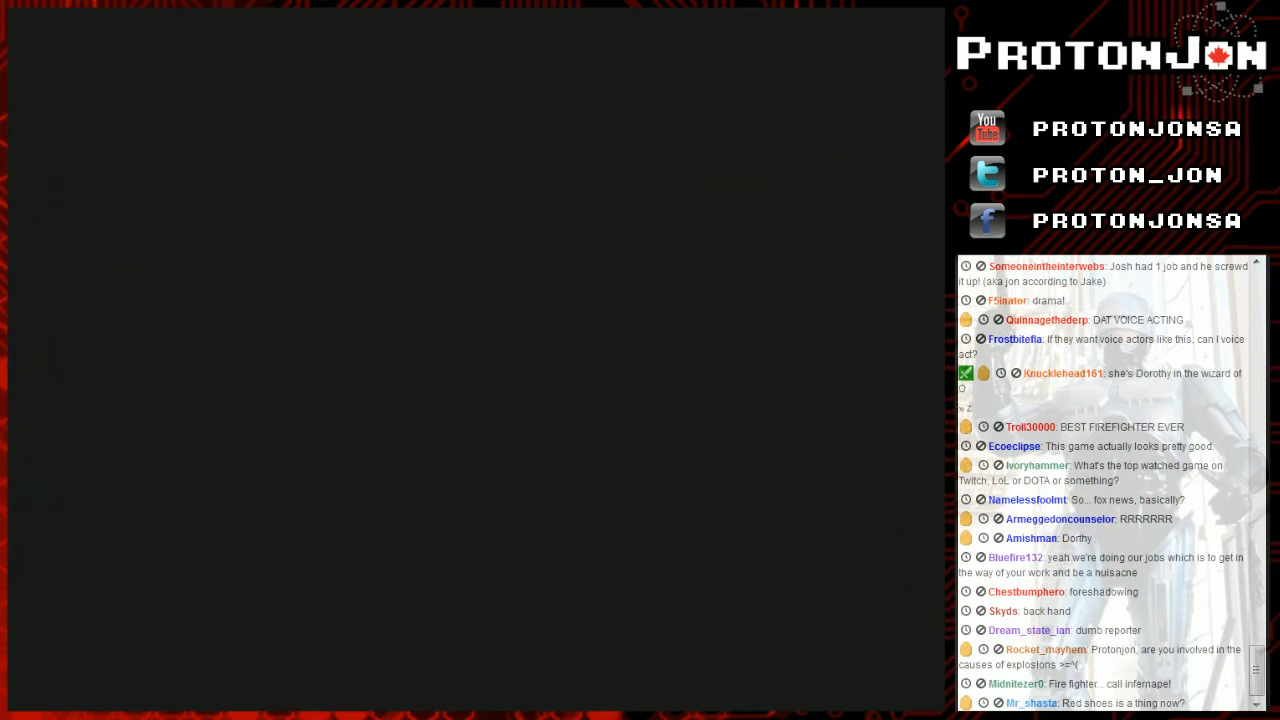 PROTONJON
You
Tube
PROTONJONSA
PROTON_JON
PROTONJONSA
Someoneintheinterwebs: Josh had 1 job and he screwd
it up! (aka jon according to Jake)
F5inator: drama!
Quinnagethederp: DAT VOICE ACTING
Frostbitefla: If they want voice actors like this, can I voice
act?
Knucklehead161: she's Dorothy in the wizard of
O
» Z
Troll30000: BEST FIREFIGHTER EVER
Ecoeclipse: This game actually looks pretty good.
Ivoryhammer: What's the top watched game on
Twitch, LoL or DOTA or something?
Namelessfoolmt: So... fox news, basically?
Armeggedoncounselor: RRRRRRR
Amishman: Dorthy
Bluefire132: yeah we're doing our jobs which is to get in
the way of your work and be a nuisacne
Chestbumphero: foreshadowing
Skyds: back hand
Dream_state_ian: dumb reporter
Rocket_mayhem: Protonjon, are you involved in the
causes of explosions >=^(
Midnitezer0: Fire fighter... call infernape!
Mr_shasta: Red shoes is a thing now?